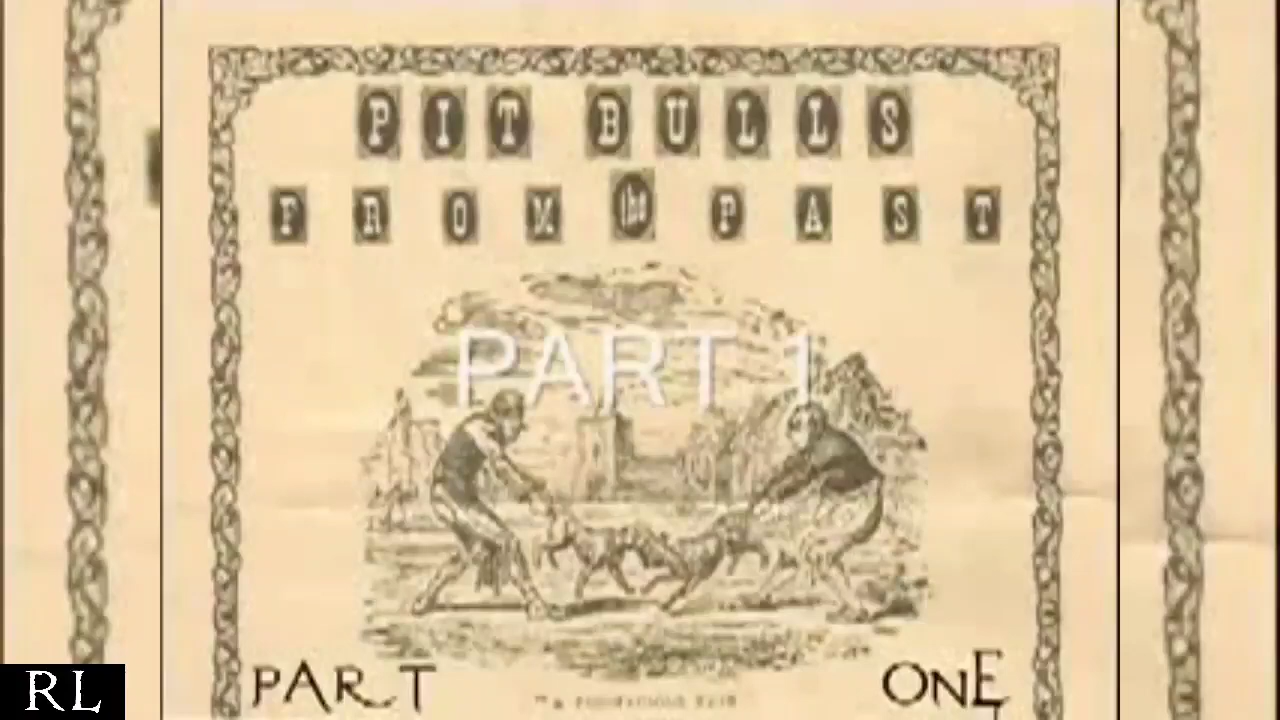 PIT BULLS
FROM the PAST
PART 1
PART ONE
RL